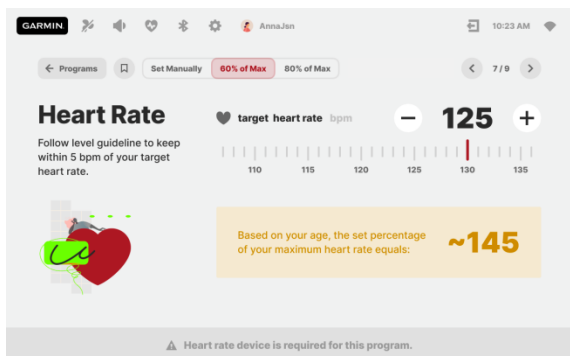 GARMIN.
AnnaJsn
10:23 AM
Programs
Set Manually
60% of Max
80% of Max
7/9
Heart Rate
Follow level guideline to keep
within 5 bpm of your target
heart rate.
target heart rate bpm
125
110 115 120 125 130 135
Based on your age, the set percentage
of your maximum heart rate equals:
~145
Heart rate device is required for this program.